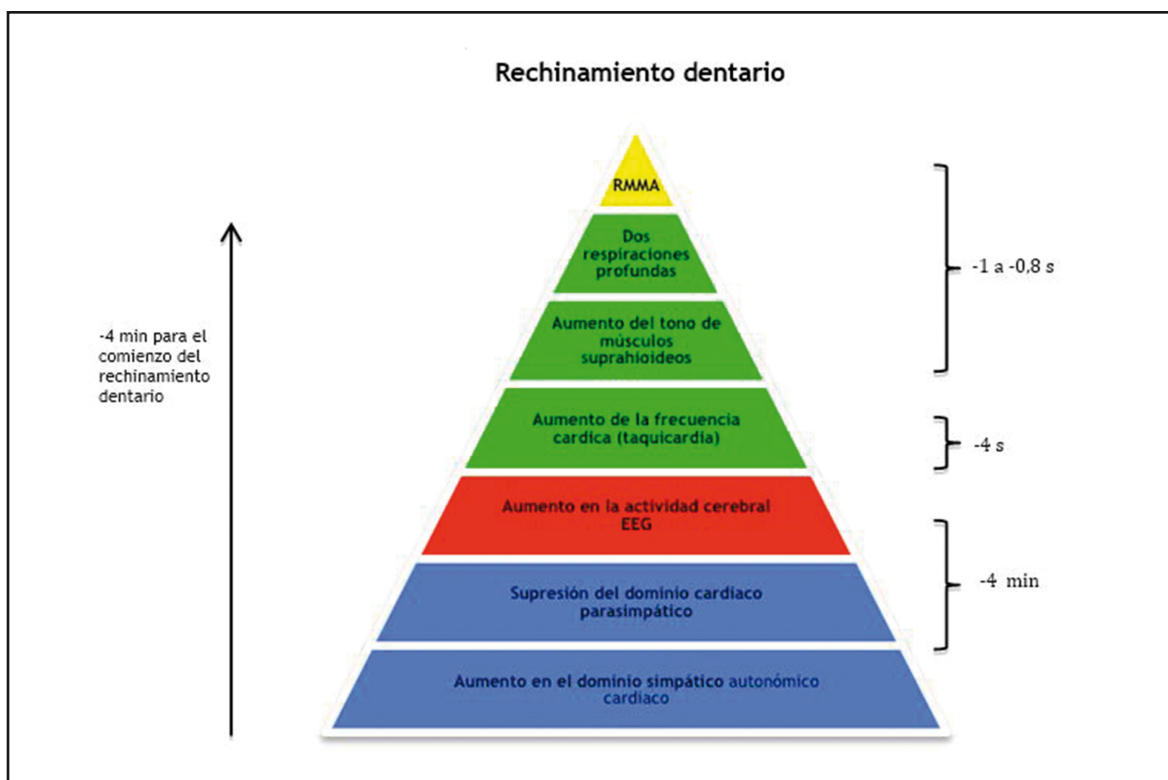 Rechinamiento dentario
RMMA
Dos
respiraciones
profundas
Aumento del tono de
músculos
suprahioideos
Aumento de la frecuencia
cardica (taquicardia)
Aumento en la actividad cerebral
EEG
Supresión del dominio cardiaco
parasimpático
Aumento en el dominio simpático autonómico
cardiaco
-4 min para el
comienzo del
rechinamiento
dentario
-1 a -0,8 s
-4 s
-4 min